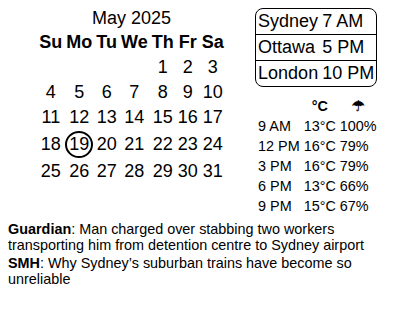 May 2025
Su Mo Tu We Th Fr Sa
1 2 3
4 5 6 7 8 9 10
11 12 13 14 15 16 17
18 19 20 21 22 23 24
25 26 27 28 29 30 31
Sydney 7 AM
Ottawa 5 PM
London 10 PM
°C ☂
9 AM 13°C 100%
12 PM 16°C 79%
3 PM 16°C 79%
6 PM 13°C 66%
9 PM 15°C 67%
Guardian: Man charged over stabbing two workers
transporting him from detention centre to Sydney airport
SMH: Why Sydney’s suburban trains have become so
unreliable